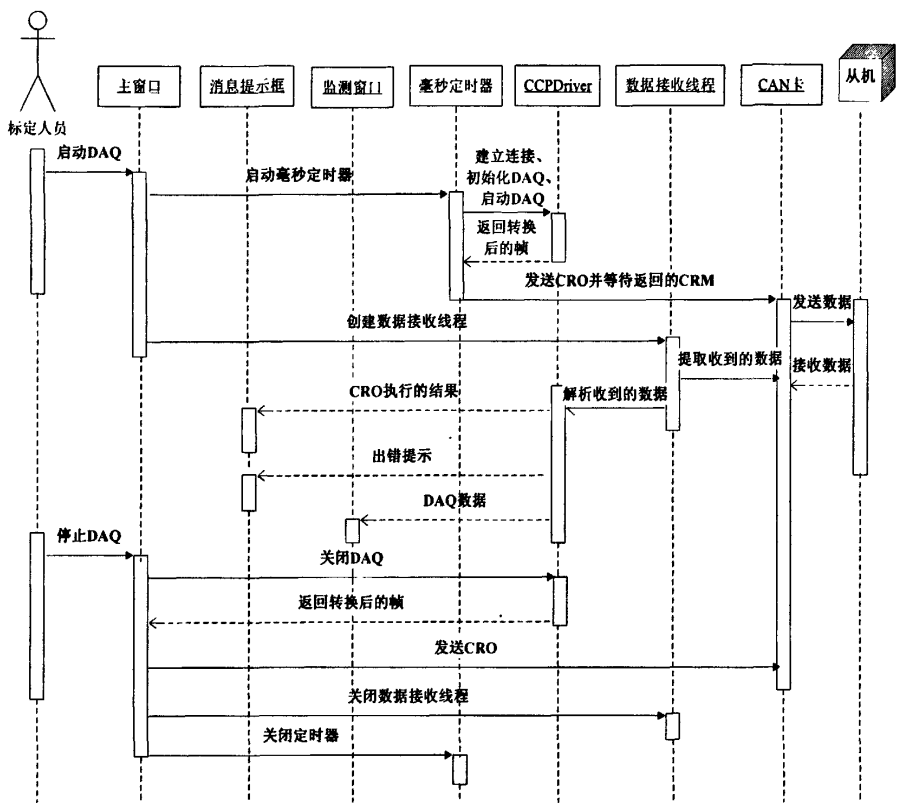 标定人员
主窗口
消息提示框
监测窗口
毫秒定时器
CCPDriver
数据接收线程
CAN卡
从机
启动DAQ
启动毫秒定时器
建立连接、
初始化DAQ、
启动DAQ
返回转换
后的帧
发送CRO并等待返回的CRM
发送数据
创建数据接收线程
提取收到的数据
接收数据
CRO执行的结果
解析收到的数据
出错提示
DAQ数据
停止DAQ
关闭DAQ
返回转换后的帧
发送CRO
关闭数据接收线程
关闭定时器